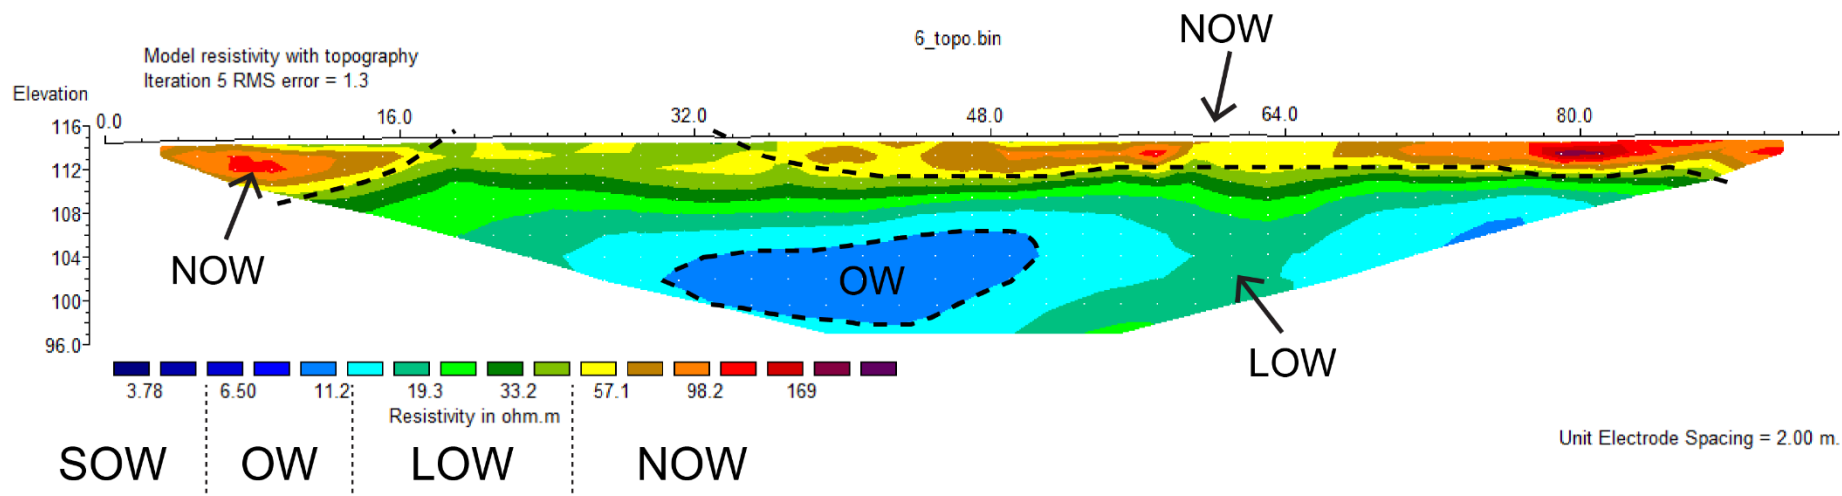 6_topo.bin
NOW
Model resistivity with topography
Iteration 5 RMS error = 1.3
Elevation
0.0 16.0 32.0 48.0 64.0 80.0
116
112
108
104
100
96.0
NOW
OW
LOW
3.78 6.50 11.2 19.3 33.2 57.1 98.2 169
Resistivity in ohm.m
Unit Electrode Spacing = 2.00 m.
SOW OW LOW NOW